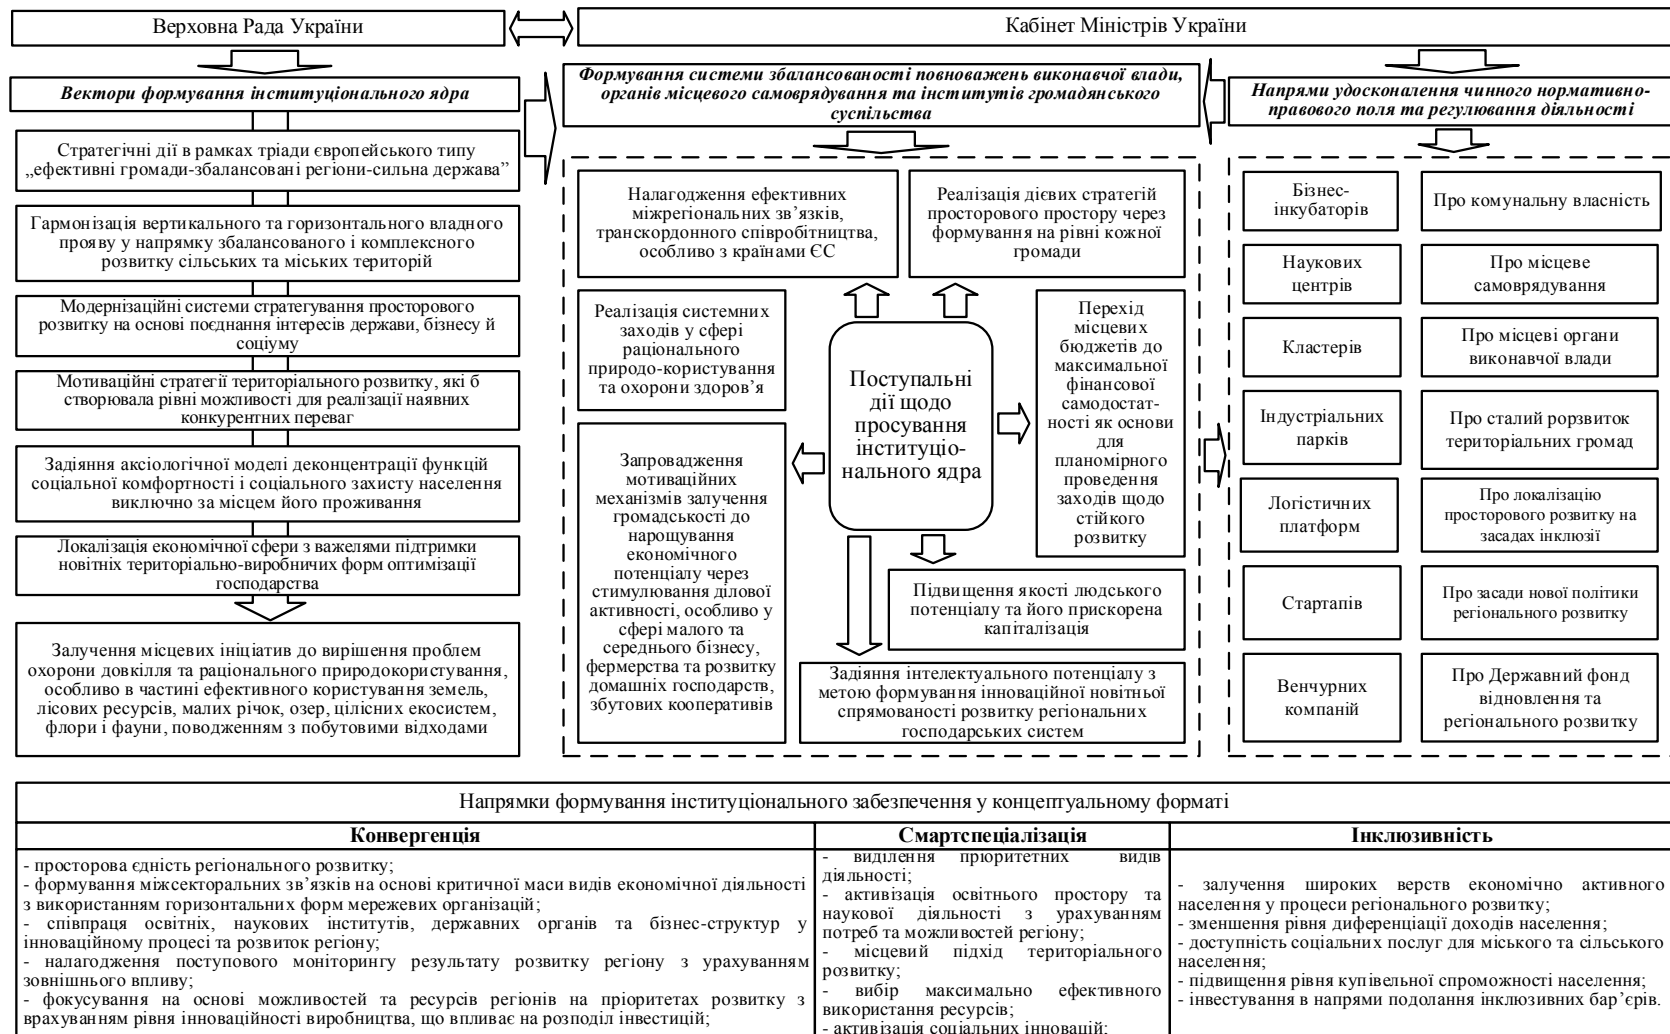 Верховна Рада України
Кабінет Міністрів України
Вектори формування інституціонального ядра
Формування системи збалансованості повноважень виконавчої влади,
органів місцевого самоврядування та інститутів громадянського
суспільства
Напрями удосконалення чинного нормативно-
правового поля та регулювання діяльності
Стратегічні дії в рамках тріади європейського типу
„ефективні громади-збалансовані регіони-сильна держава”
Гармонізація вертикального та горизонтального владного
прояву у напрямку збалансованого і комплексного
розвитку сільських та міських територій
Модернізаційні системи стратегування просторового
розвитку на основі поєднання інтересів держави, бізнесу й
соціуму
Мотиваційні стратегії територіального розвитку, які б
створювала рівні можливості для реалізації наявних
конкурентних переваг
Задіяння аксіологічної моделі деконцентрації функцій
соціальної комфортності і соціального захисту населення
виключно за місцем його проживання
Локалізація економічної сфери з важелями підтримки
новітніх територіально-виробничих форм оптимізації
господарства
Залучення місцевих ініціатив до вирішення проблем
охорони довкілля та раціонального природокористування,
особливо в частині ефективного користування земель,
лісових ресурсів, малих річок, озер, цілісних екосистем,
флори і фауни, поводженням з побутовими відходами
Налагодження ефективних
міжрегіональних зв’язків,
транскордонного співробітництва,
особливо з країнами ЄС
Реалізація дієвих стратегій
просторового простору через
формування на рівні кожної
громади
Реалізація системних
заходів у сфері
раціонального
природо-користування
та охорони здоров’я
Поступальні
дії щодо
просування
інституціо-
нального ядра
Перехід
місцевих
бюджетів до
максимальної
фінансової
самодостат-
ності як основи
для
планомірного
проведення
заходів щодо
стійкого
розвитку
Запровадження
мотиваційних
механізмів залучення
громадськості до
нарощування
економічного
потенціалу через
стимулювання ділової
активності, особливо у
сфері малого та
середнього бізнесу,
фермерства та розвитку
домашніх господарств,
збутових кооперативів
Підвищення якості людського
потенціалу та його прискорена
капіталізація
Задіяння інтелектуального потенціалу з
метою формування інноваційної новітньої
спрямованості розвитку регіональних
господарських систем
Бізнес-
інкубаторів
Про комунальну власність
Наукових
центрів
Про місцеве
самоврядування
Кластерів
Про місцеві органи
виконавчої влади
Індустріальних
парків
Про сталий рорзвиток
територіальних громад
Логістичних
платформ
Про локалізацію
просторового розвитку на
засадах інклюзії
Стартапів
Про засади нової політики
регіонального розвитку
Венчурних
компаній
Про Державний фонд
відновлення та
регіонального розвитку
Напрямки формування інституціонального забезпечення у концептуальному форматі
Конвергенція
- просторова єдність регіонального розвитку;
- формування міжсекторальних зв’язків на основі критичної маси видів економічної діяльності
з використанням горизонтальних форм мережевих організацій;
- співпраця освітніх, наукових інститутів, державних органів та бізнес-структур у
інноваційному процесі та розвиток регіону;
- налагодження поступового моніторингу результату розвитку регіону з урахуванням
зовнішнього впливу;
- фокусування на основі можливостей та ресурсів регіонів на пріоритетах розвитку з
врахуванням рівня інноваційності виробництва, що впливає на розподіл інвестицій;
Смартспеціалізація
- виділення пріоритетних видів
діяльності;
- активізація освітнього простору та
наукової діяльності з урахуванням
потреб та можливостей регіону;
- місцевий підхід територіального
розвитку;
- вибір максимально ефективного
використання ресурсів;
- активізація соціальних інновацій;
Інклюзивність
- залучення широких верств економічно активного
населення у процеси регіонального розвитку;
- зменшення рівня диференціації доходів населення;
- доступність соціальних послуг для міського та сільського
населення;
- підвищення рівня купівельної спроможності населення;
- інвестування в напрями подолання інклюзивних бар’єрів.